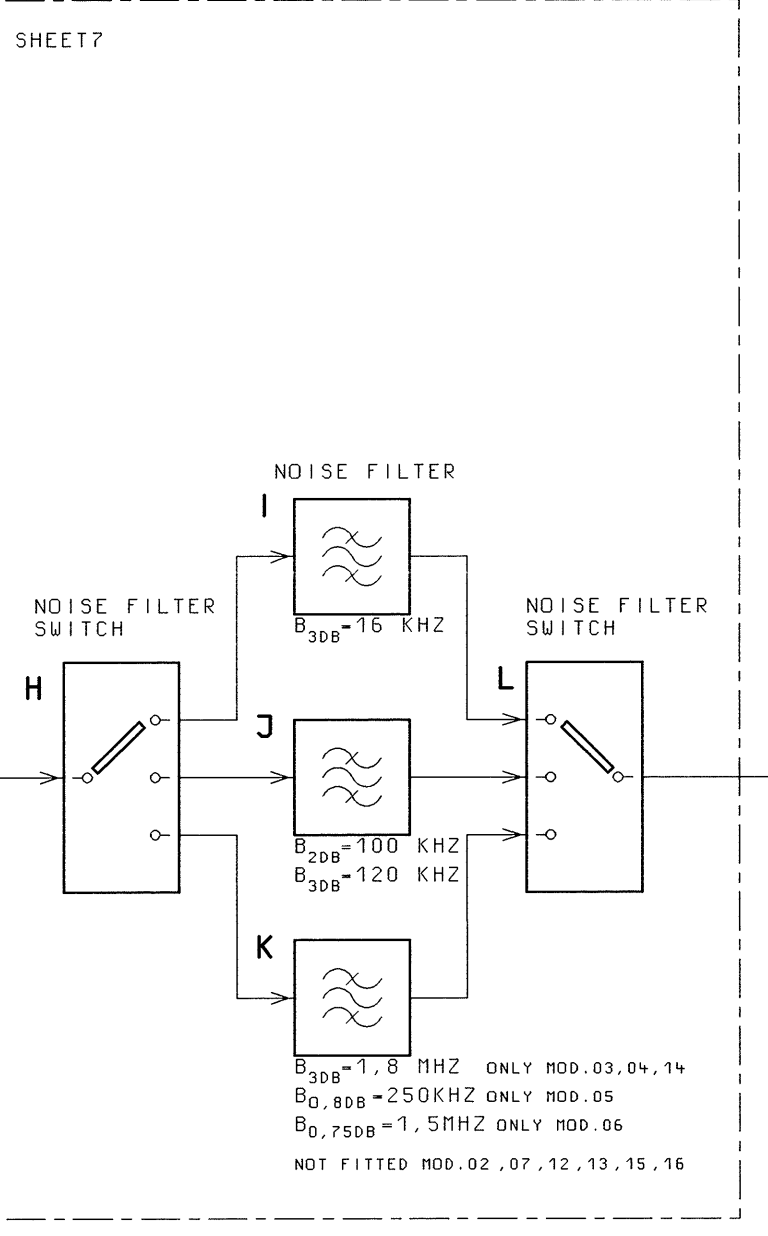 SHEET7
NOISE FILTER
I
B3DB=16 KHZ
NOISE FILTER
SWITCH
H
NOISE FILTER
SWITCH
L
J
B2DB=100 KHZ
B3DB=120 KHZ
K
B3DB=1,8 MHZ ONLY MOD.03,04,14
B0,8DB=250KHZ ONLY MOD.05
B0,75DB=1,5MHZ ONLY MOD.06
NOT FITTED MOD.02 ,07,12,13,15,16